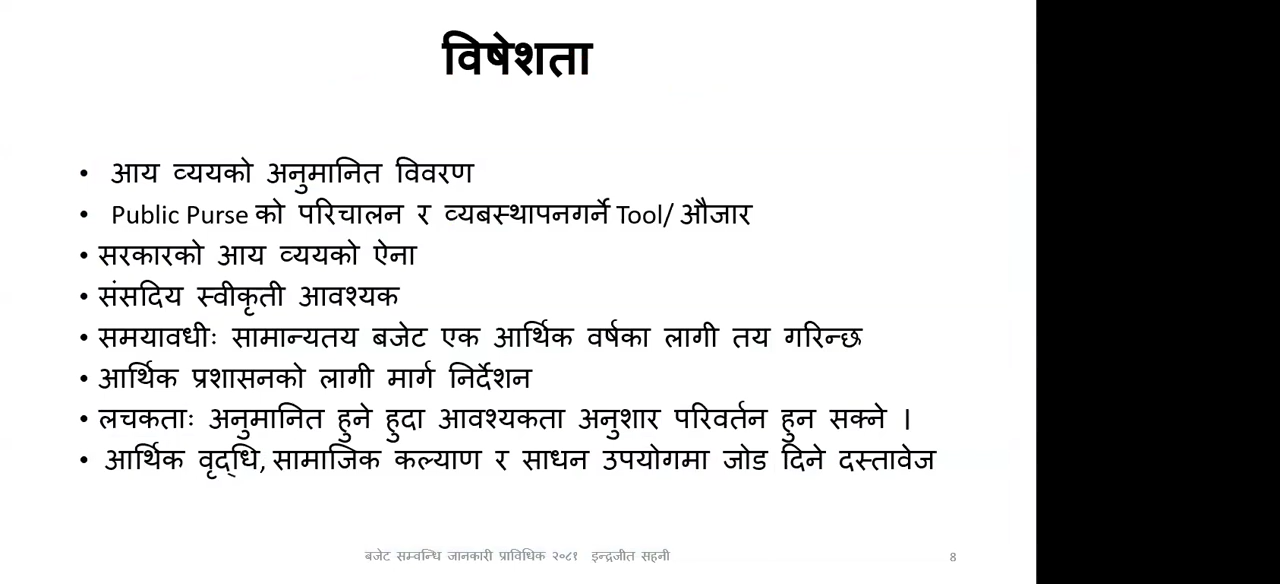 विषेशता
• आय व्ययको अनुमानित विवरण
• Public Purse को परिचालन र व्यबस्थापनगर्ने Tool/ औजार
• सरकारको आय व्ययको ऐना
• संसदिय स्वीकृती आवश्यक
• समयावधीः सामान्यतय बजेट एक आर्थिक वर्षका लागी तय गरिन्छ
• आर्थिक प्रशासनको लागी मार्ग निर्देशन
• लचकताः अनुमानित हुने हुदा आवश्यकता अनुशार परिवर्तन हुन सक्ने ।
• आर्थिक वृद्‌धि, सामाजिक कल्याण र साधन उपयोगमा जोड दिने दस्तावेज
बजेट सम्वन्धि जानकारी प्राविधिक २०८१ इन्द्रजीत सहनी 8